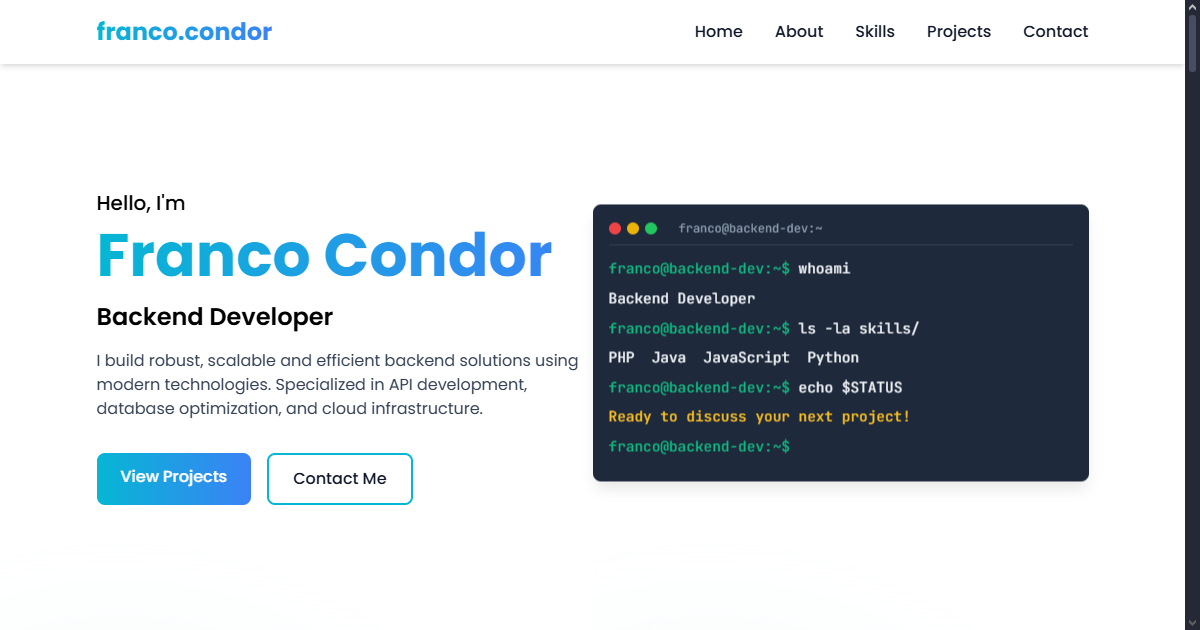 franco.condor
Home
About
Skills
Projects
Contact
Hello, I'm
Franco Condor
Backend Developer
I build robust, scalable and efficient backend solutions using
modern technologies. Specialized in API development,
database optimization, and cloud infrastructure.
View Projects
Contact Me
franco@backend-dev:~
franco@backend-dev:~$ whoami
Backend Developer
franco@backend-dev:~$ ls -la skills/
PHP  Java  JavaScript  Python
franco@backend-dev:~$ echo $STATUS
Ready to discuss your next project!
franco@backend-dev:~$